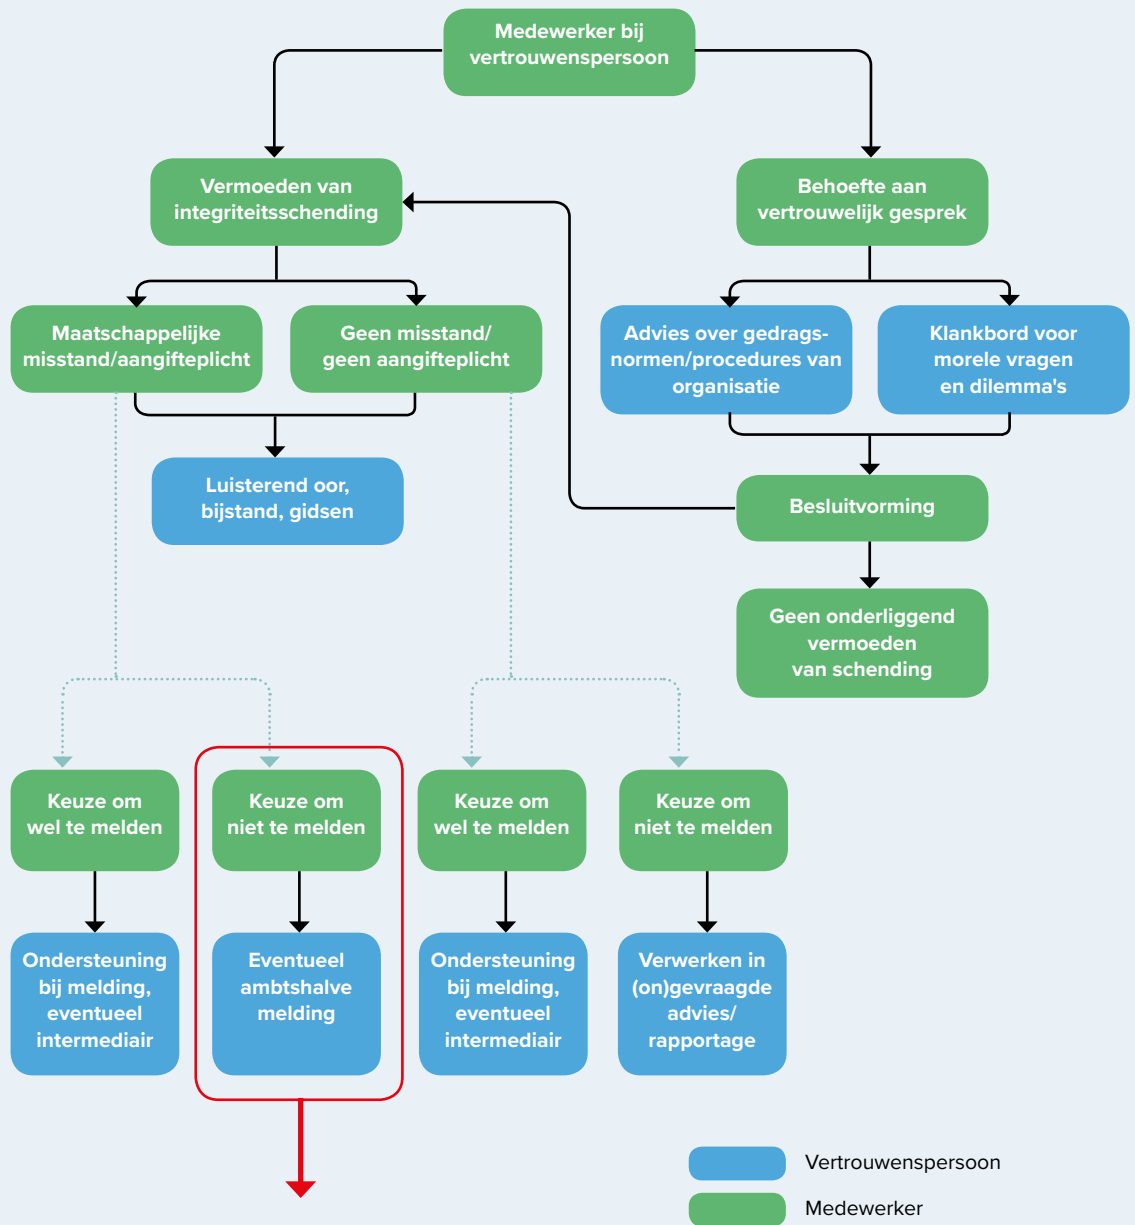 Medewerker bij
vertrouwenspersoon
Vermoeden van
integriteitsschending
Behoefte aan
vertrouwelijk gesprek
Maatschappelijke
misstand/aangifteplicht
Geen misstand/
geen aangifteplicht
Advies over gedrags-
normen/procedures van
organisatie
Klankbord voor
morele vragen
en dilemma's
Luisterend oor,
bijstand, gidsen
Besluitvorming
Geen onderliggend
vermoeden
van schending
Keuze om
wel te melden
Keuze om
niet te melden
Keuze om
wel te melden
Keuze om
niet te melden
Ondersteuning
bij melding,
eventueel
intermediair
Eventueel
ambtshalve
melding
Ondersteuning
bij melding,
eventueel
intermediair
Verwerken in
(on)gevraagde
advies/
rapportage
Vertrouwenspersoon
Medewerker